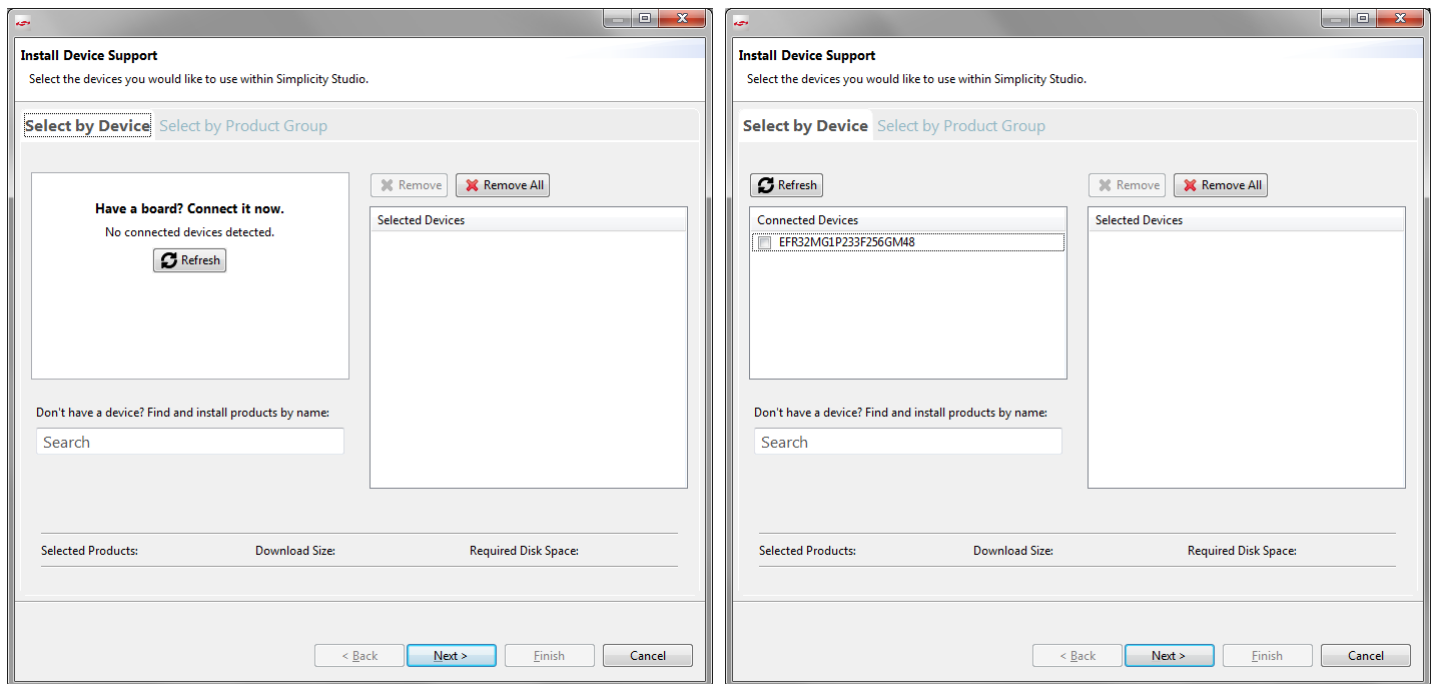 Install Device Support
Select the devices you would like to use within Simplicity Studio.
Select by Device Select by Product Group
Have a board? Connect it now.
No connected devices detected.
Refresh
Remove Remove All
Selected Devices
Don't have a device? Find and install products by name:
Search
Selected Products: Download Size: Required Disk Space:
< Back Next > Finish Cancel
Install Device Support
Select the devices you would like to use within Simplicity Studio.
Select by Device Select by Product Group
Refresh
Remove Remove All
Connected Devices
EFR32MG1P233F256GM48
Selected Devices
Don't have a device? Find and install products by name:
Search
Selected Products: Download Size: Required Disk Space:
< Back Next > Finish Cancel